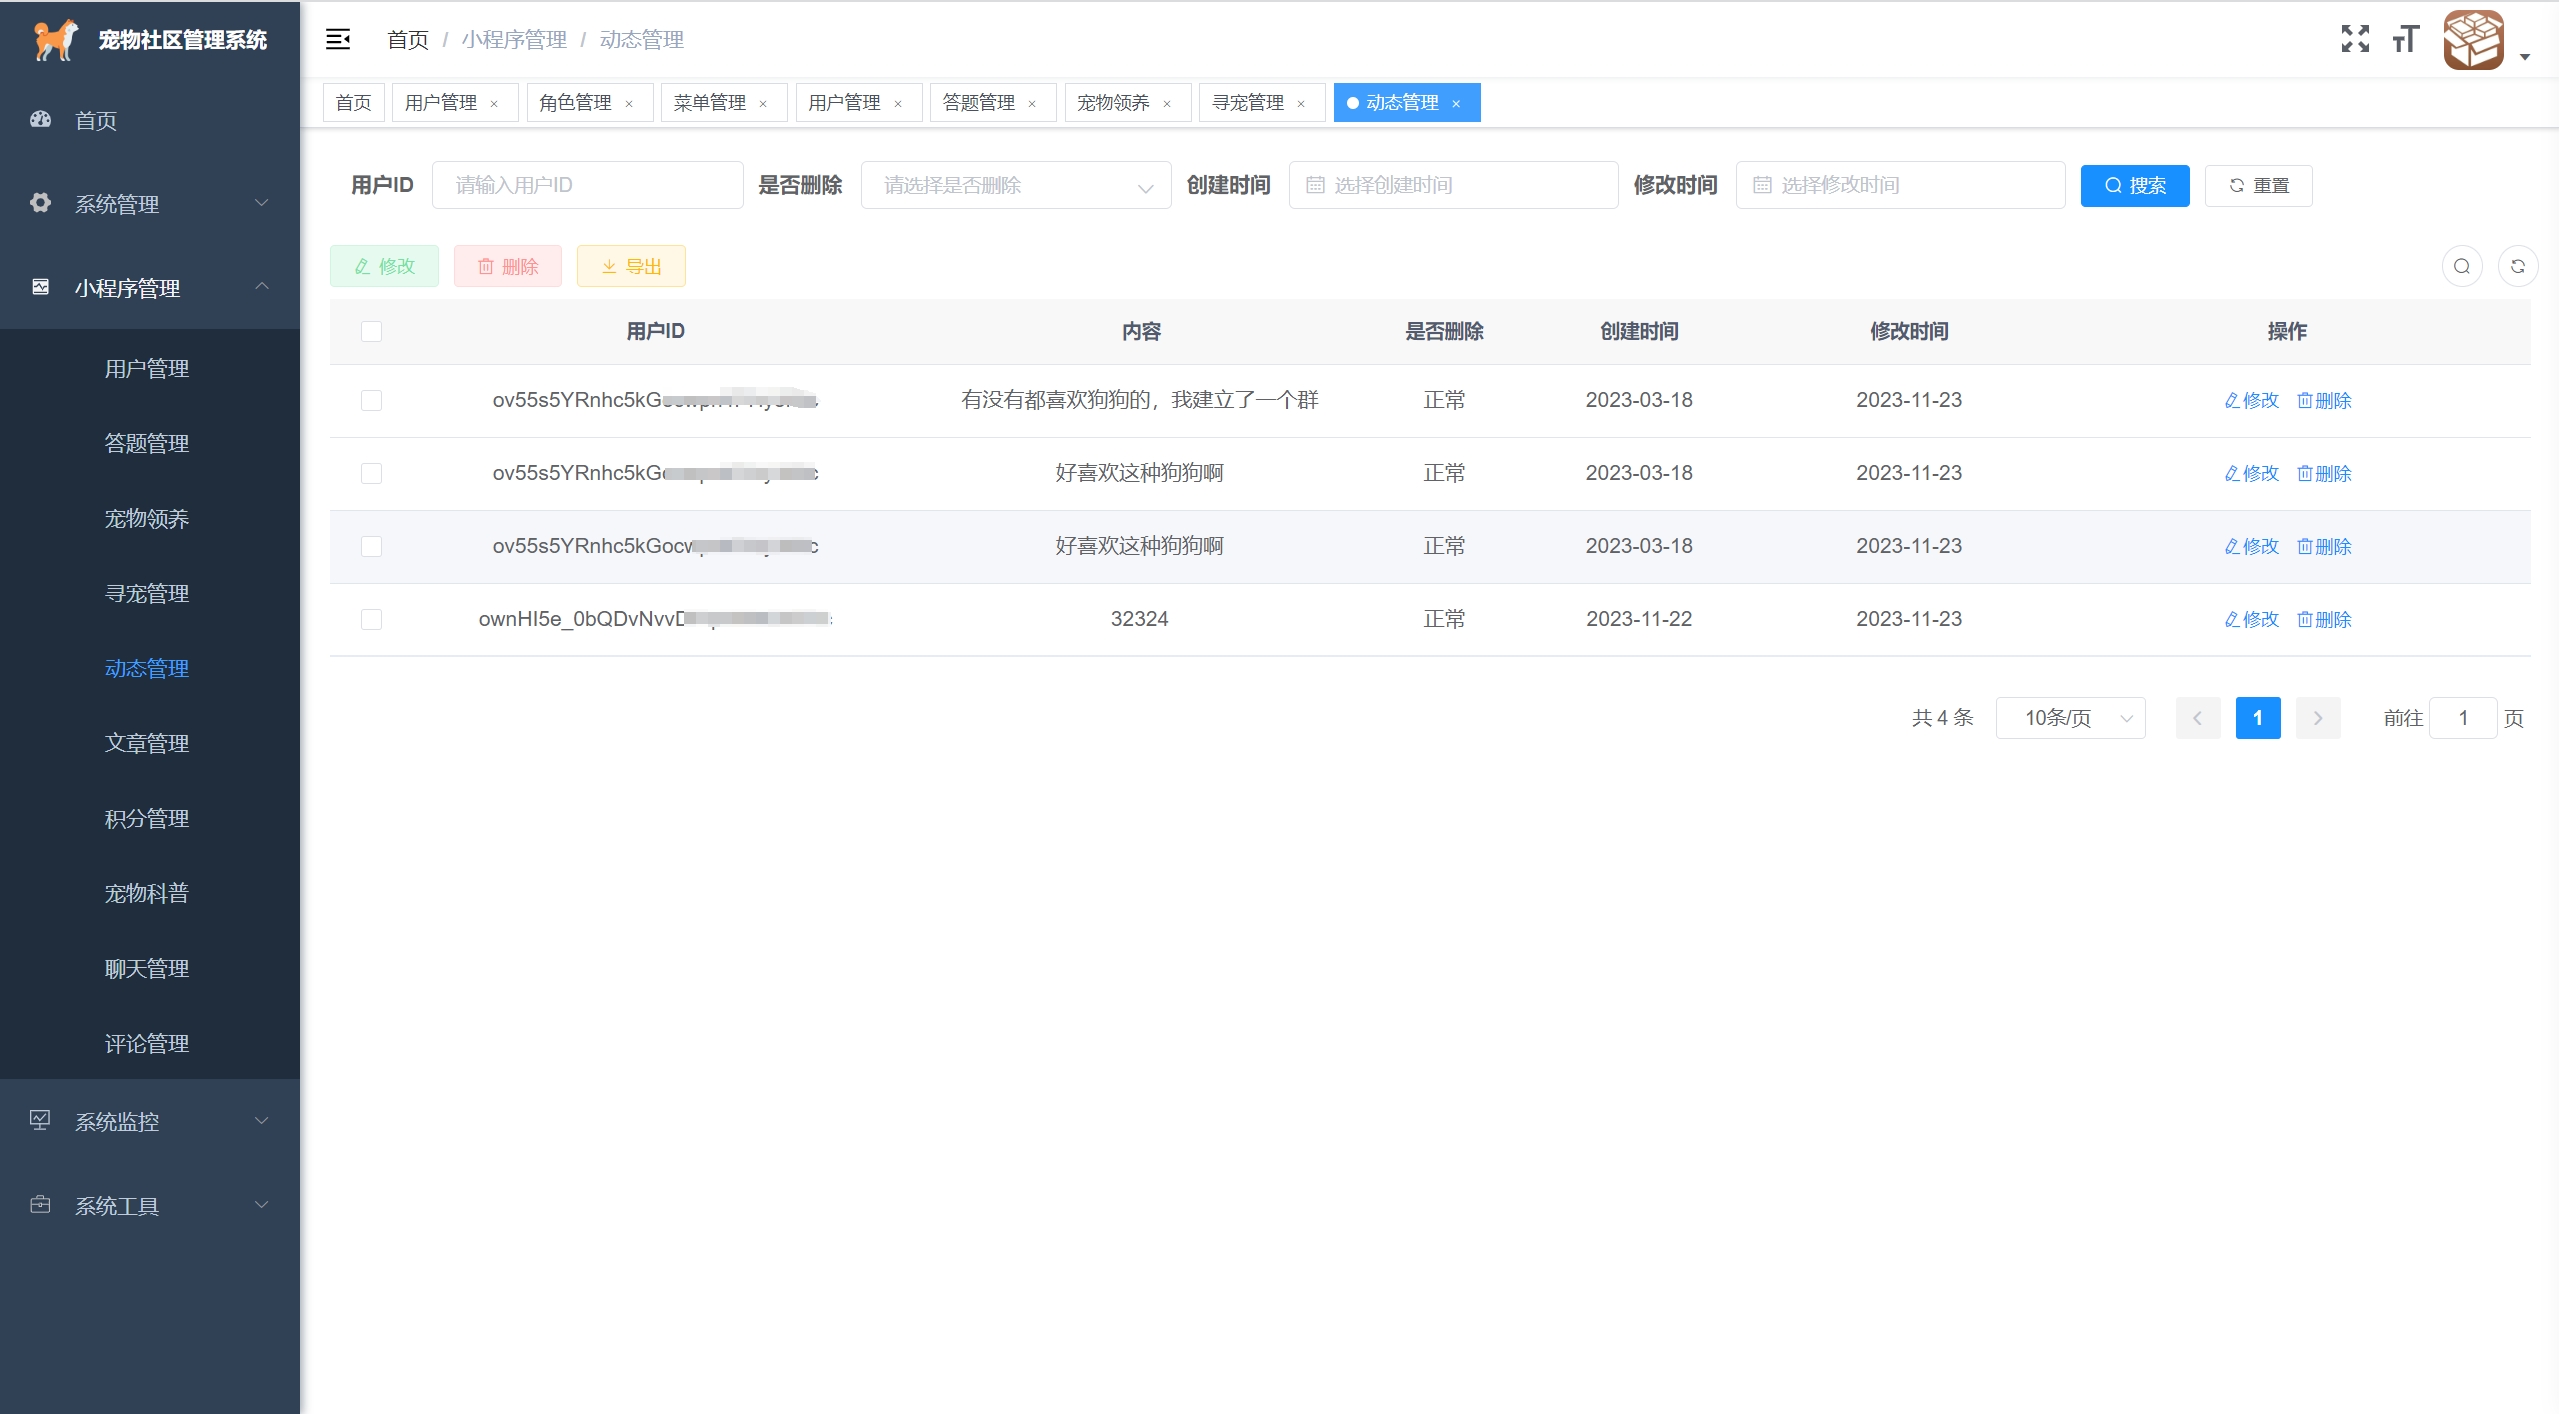 宠物社区管理系统
首页
系统管理
小程序管理
用户管理
答题管理
宠物领养
寻宠管理
动态管理
文章管理
积分管理
宠物科普
聊天管理
评论管理
系统监控
系统工具
首页 / 小程序管理 / 动态管理
首页 用户管理 × 角色管理 × 菜单管理 × 用户管理 × 答题管理 × 宠物领养 × 寻宠管理 × 动态管理 ×
用户ID 请输入用户ID 是否删除 请选择是否删除 创建时间 选择创建时间 修改时间 选择修改时间 搜索 重置
修改 删除 导出
用户ID 内容 是否删除 创建时间 修改时间 操作
有没有都喜欢狗狗的，我建立了一个群 正常 2023-03-18 2023-11-23 修改 删除
好喜欢这种狗狗啊 正常 2023-03-18 2023-11-23 修改 删除
好喜欢这种狗狗啊 正常 2023-03-18 2023-11-23 修改 删除
32324 正常 2023-11-22 2023-11-23 修改 删除
共 4 条 10条/页 1 前往 1 页